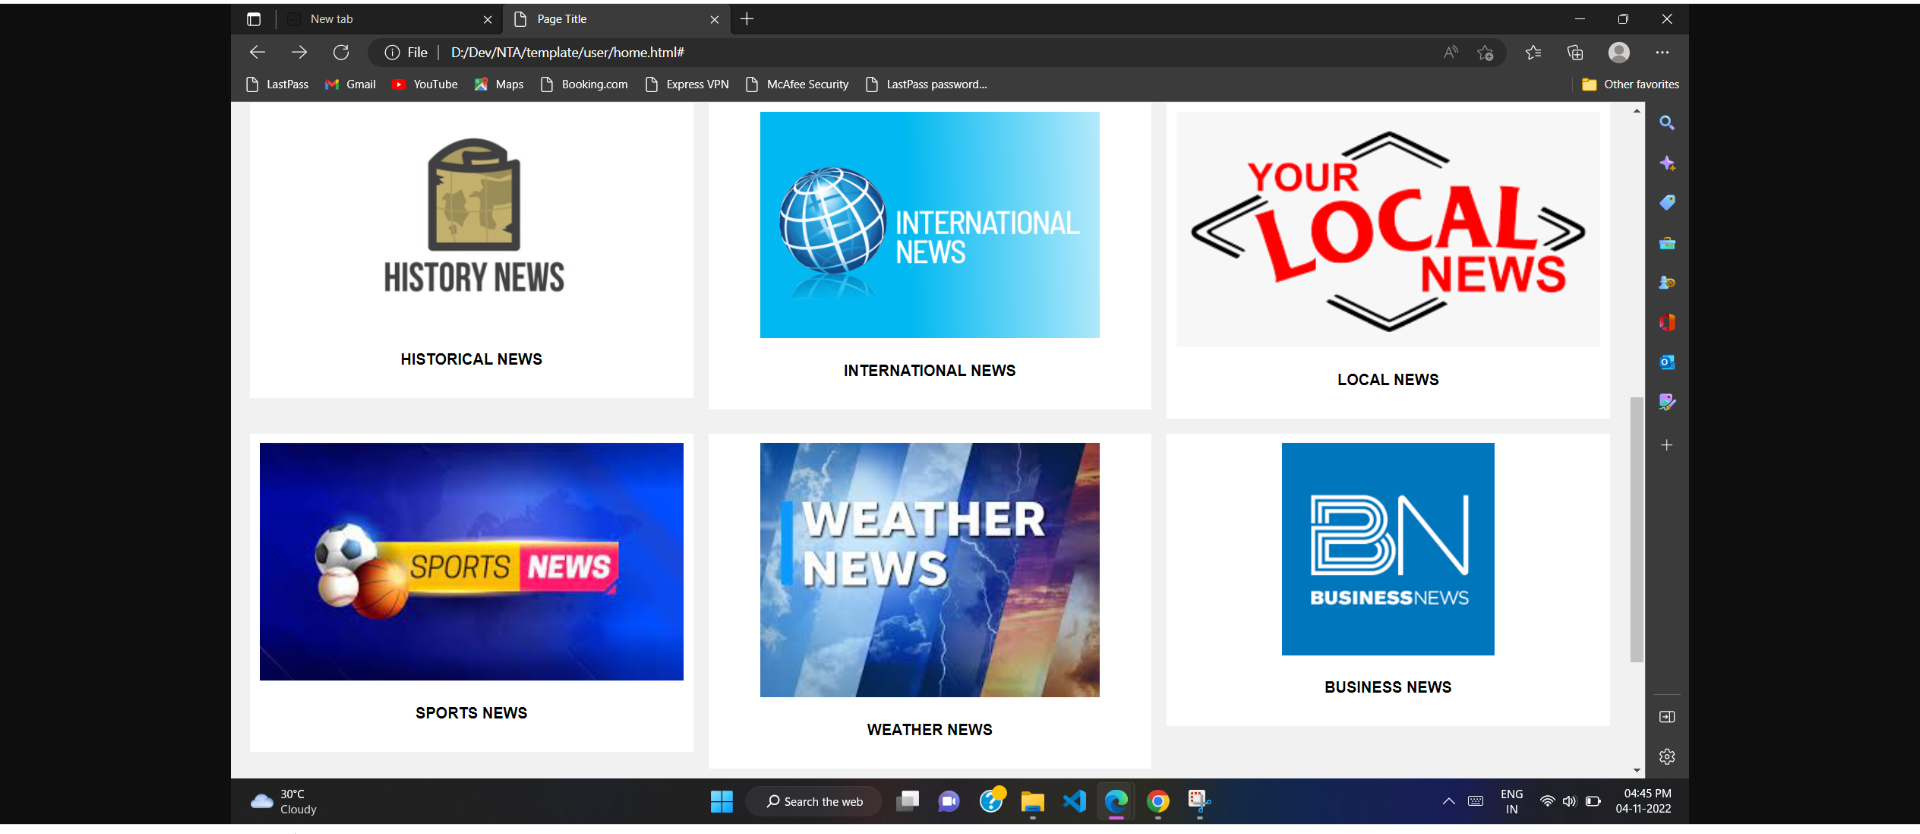 New tab
Page Title
File
D:/Dev/NTA/template/user/home.html#
LastPass
Gmail
YouTube
Maps
Booking.com
Express VPN
McAfee Security
LastPass password...
Other favorites
HISTORY NEWS
HISTORICAL NEWS
INTERNATIONAL
NEWS
INTERNATIONAL NEWS
YOUR
LOCAL
NEWS
LOCAL NEWS
SPORTS NEWS
SPORTS NEWS
WEATHER
NEWS
WEATHER NEWS
BN
BUSINESSNEWS
BUSINESS NEWS
30°C
Cloudy
Search the web
ENG
IN
04:45 PM
04-11-2022